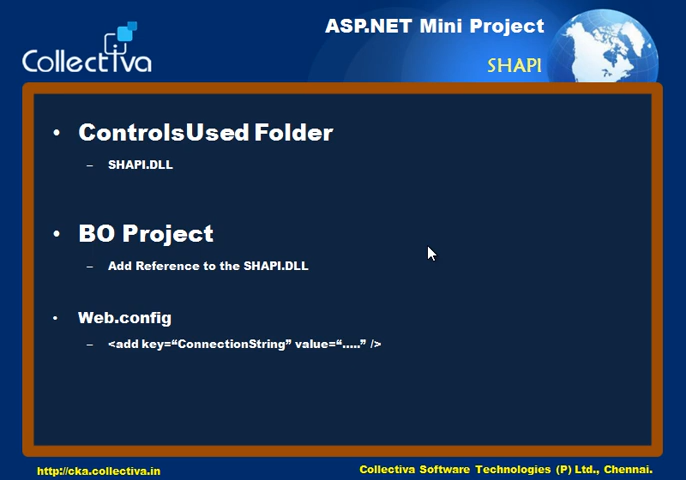 Collectiva
ASP.NET Mini Project
SHAPI
• ControlsUsed Folder
– SHAPI.DLL
• BO Project
– Add Reference to the SHAPI.DLL
• Web.config
– <add key=“ConnectionString” value=“…..” />
http://cka.collectiva.in
Collectiva Software Technologies (P) Ltd., Chennai.